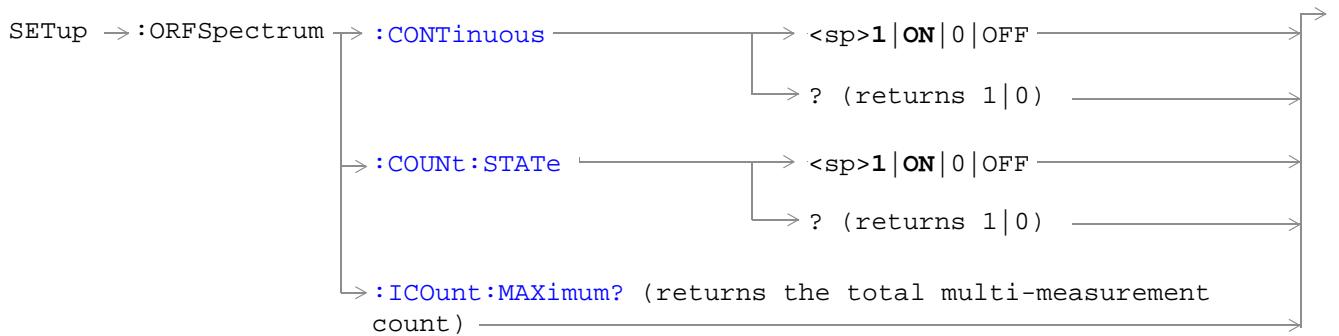 SETup :ORFSpectrum :CONTinuous <sp>1|ON|0|OFF
? (returns 1|0)
:COUNt:STATe <sp>1|ON|0|OFF
? (returns 1|0)
:ICOunt:MAXimum? (returns the total multi-measurement
count)